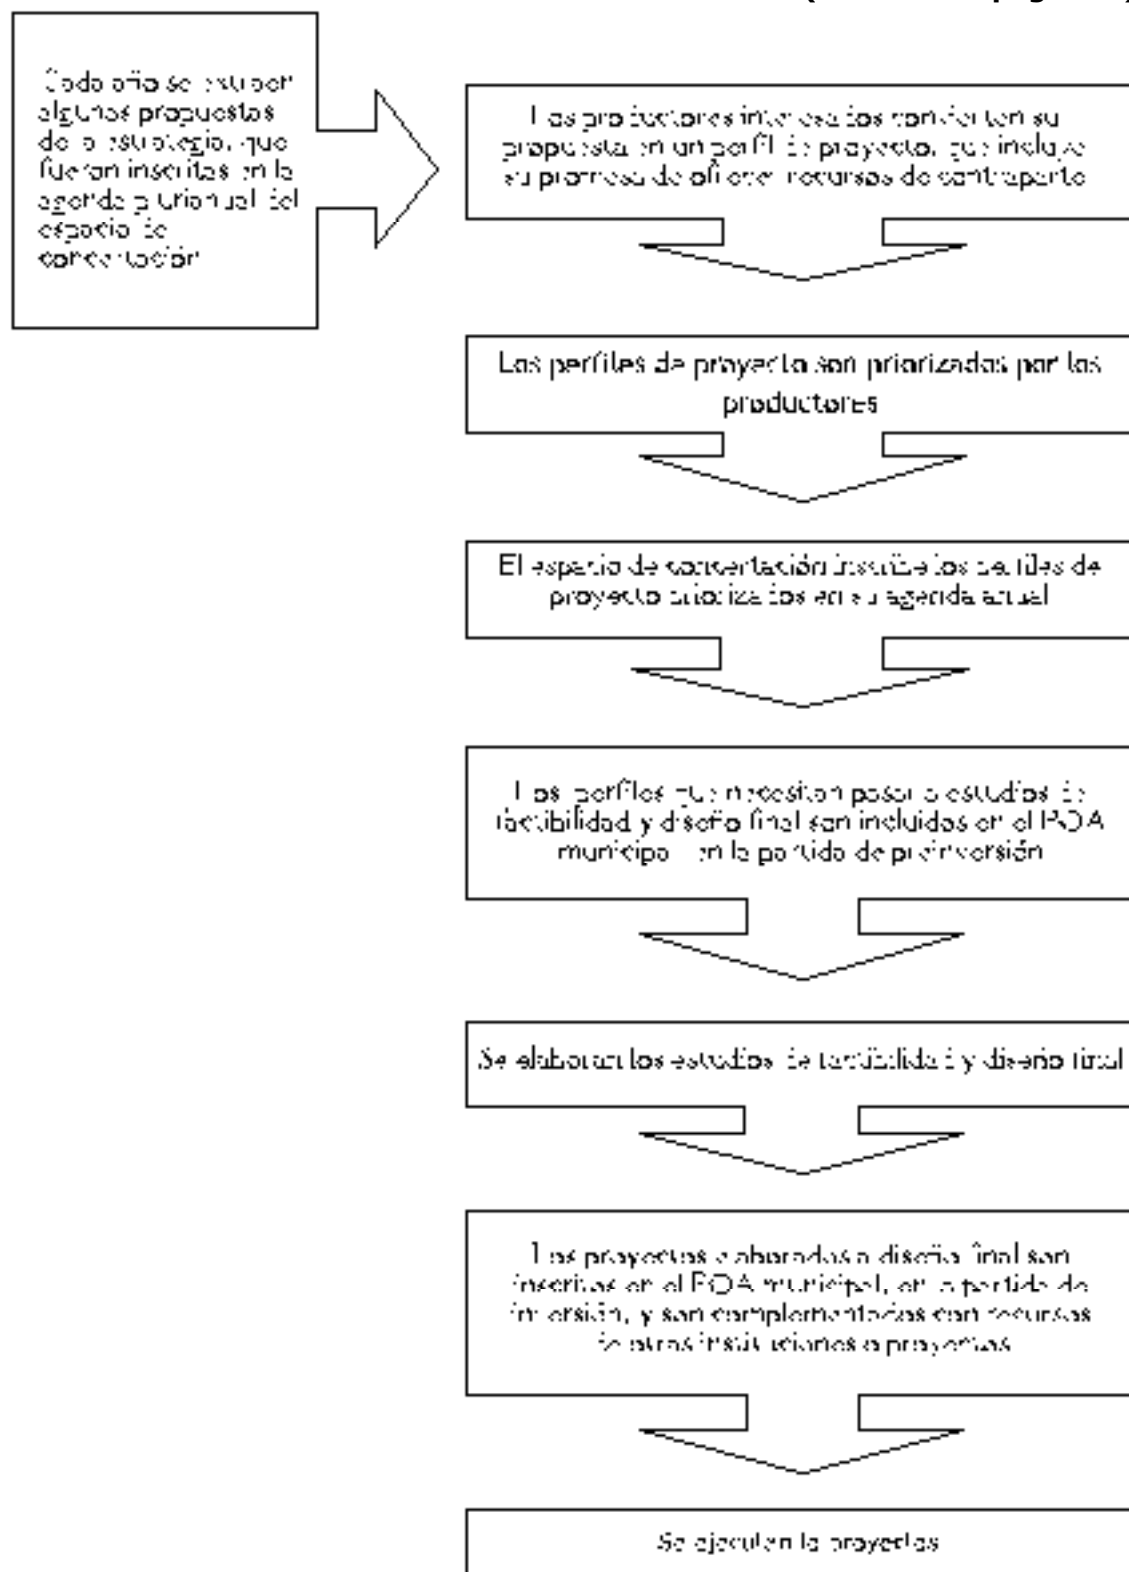 Cada año se extraen
algunas propuestas
de la estrategia, que
fueron inscritas en la
agenda plurianual del
espacio de
concertación
Los productores interesados convierten su
propuesta en un perfil de proyecto, que incluye
su promesa de ofrecer recursos de contraparte
Los perfiles de proyecto son priorizados por los
productores
El espacio de concertación inscribe los perfiles de
proyecto priorizados en su agenda anual
Los perfiles que necesitan pasar a estudios de
factibilidad y diseño final son incluidos en el POA
municipal en la partida de preinversión
Se elaboran los estudios de factibilidad y diseño final
Los proyectos elaborados a diseño final son
inscritos en el POA municipal, en la partida de
inversión, y son complementados con recursos
de otras instituciones o proyectos
Se ejecutan lo proyectos